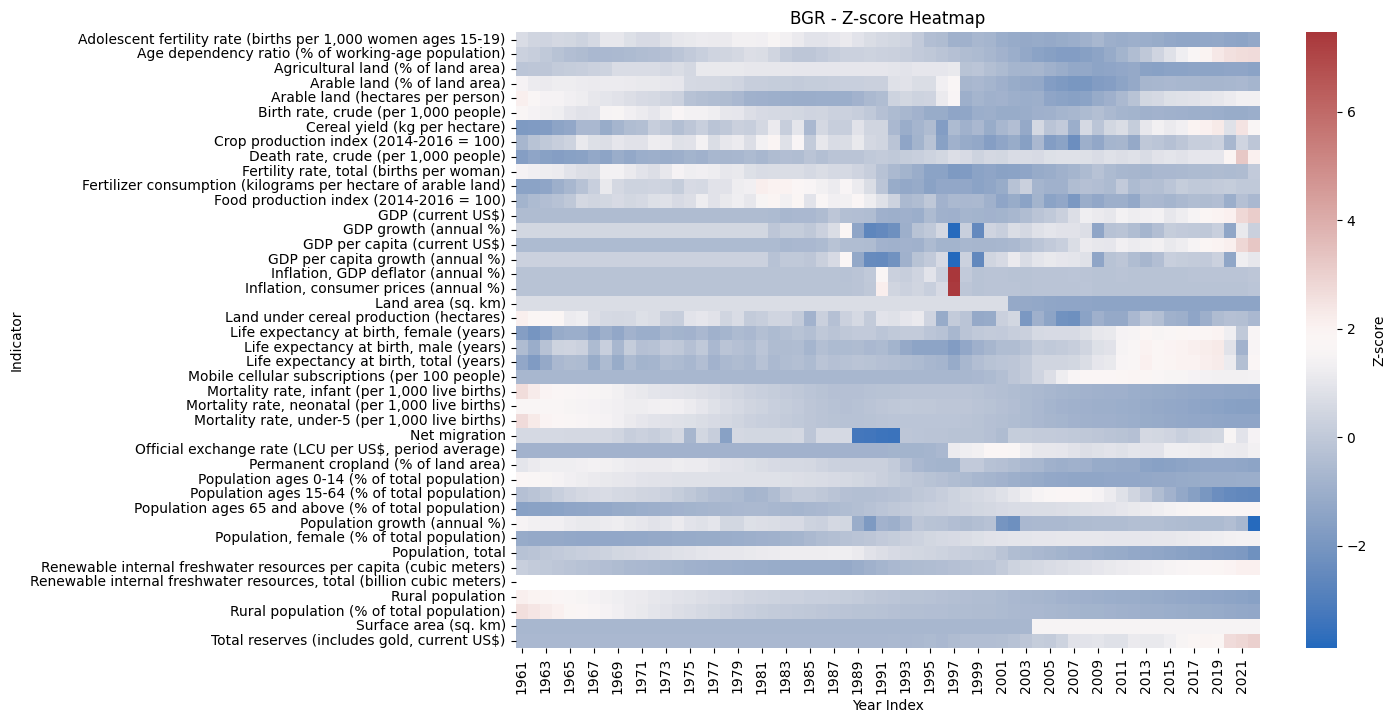 BGR - Z-score Heatmap
Indicator
Adolescent fertility rate (births per 1,000 women ages 15-19)
Age dependency ratio (% of working-age population)
Agricultural land (% of land area)
Arable land (% of land area)
Arable land (hectares per person)
Birth rate, crude (per 1,000 people)
Cereal yield (kg per hectare)
Crop production index (2014-2016 = 100)
Death rate, crude (per 1,000 people)
Fertility rate, total (births per woman)
Fertilizer consumption (kilograms per hectare of arable land)
Food production index (2014-2016 = 100)
GDP (current US$)
GDP growth (annual %)
GDP per capita (current US$)
GDP per capita growth (annual %)
Inflation, GDP deflator (annual %)
Inflation, consumer prices (annual %)
Land area (sq. km)
Land under cereal production (hectares)
Life expectancy at birth, female (years)
Life expectancy at birth, male (years)
Life expectancy at birth, total (years)
Mobile cellular subscriptions (per 100 people)
Mortality rate, infant (per 1,000 live births)
Mortality rate, neonatal (per 1,000 live births)
Mortality rate, under-5 (per 1,000 live births)
Net migration
Official exchange rate (LCU per US$, period average)
Permanent cropland (% of land area)
Population ages 0-14 (% of total population)
Population ages 15-64 (% of total population)
Population ages 65 and above (% of total population)
Population growth (annual %)
Population, female (% of total population)
Population, total
Renewable internal freshwater resources per capita (cubic meters)
Renewable internal freshwater resources, total (billion cubic meters)
Rural population
Rural population (% of total population)
Surface area (sq. km)
Total reserves (includes gold, current US$)
1961 1963 1965 1967 1969 1971 1973 1975 1977 1979 1981 1983 1985 1987 1989 1991 1993 1995 1997 1999 2001 2003 2005 2007 2009 2011 2013 2015 2017 2019 2021
Year Index
6
4
2
0
−2
Z-score